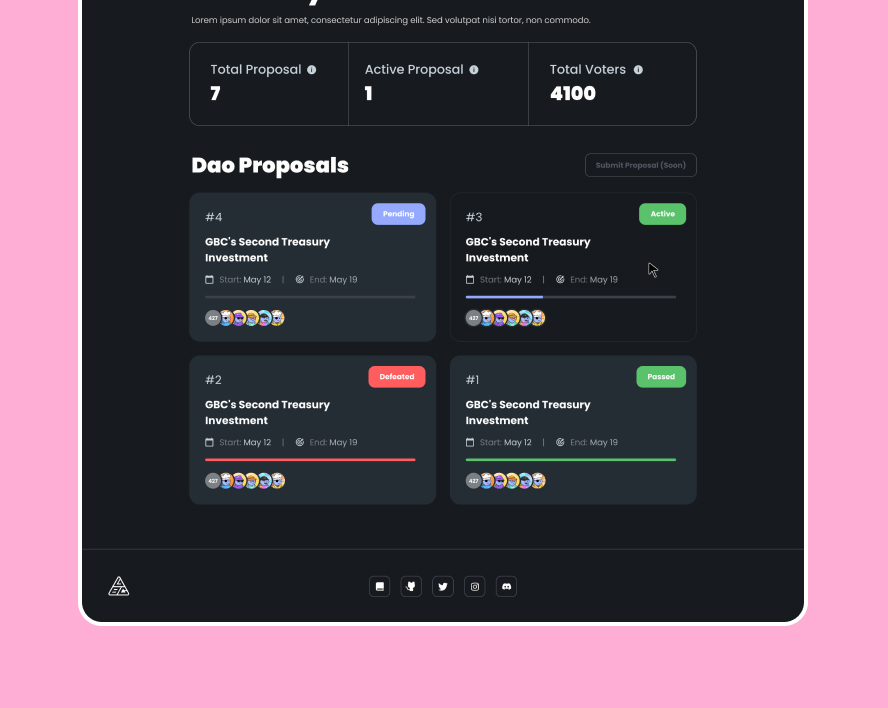 Lorem ipsum dolor sit amet, consectetur adipiscing elit. Sed volutpat nisi tortor, non commodo.
Total Proposal
Active Proposal
Total Voters
7
1
4100
Dao Proposals
Submit Proposal (Soon)
#4
Pending
GBC's Second Treasury
Investment
Start: May 12 | End: May 19
427
#3
Active
GBC's Second Treasury
Investment
Start: May 12 | End: May 19
427
#2
Defeated
GBC's Second Treasury
Investment
Start: May 12 | End: May 19
427
#1
Passed
GBC's Second Treasury
Investment
Start: May 12 | End: May 19
427